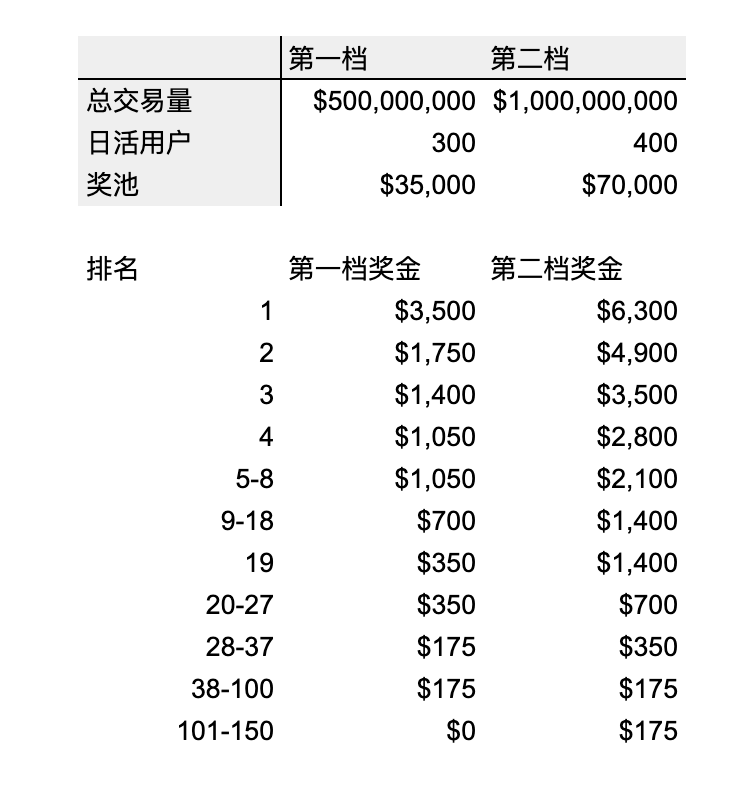 第一档 第二档
总交易量 $500,000,000 $1,000,000,000
日活用户 300 400
奖池 $35,000 $70,000
排名 第一档奖金 第二档奖金
1 $3,500 $6,300
2 $1,750 $4,900
3 $1,400 $3,500
4 $1,050 $2,800
5-8 $1,050 $2,100
9-18 $700 $1,400
19 $350 $1,400
20-27 $350 $700
28-37 $175 $350
38-100 $175 $175
101-150 $0 $175